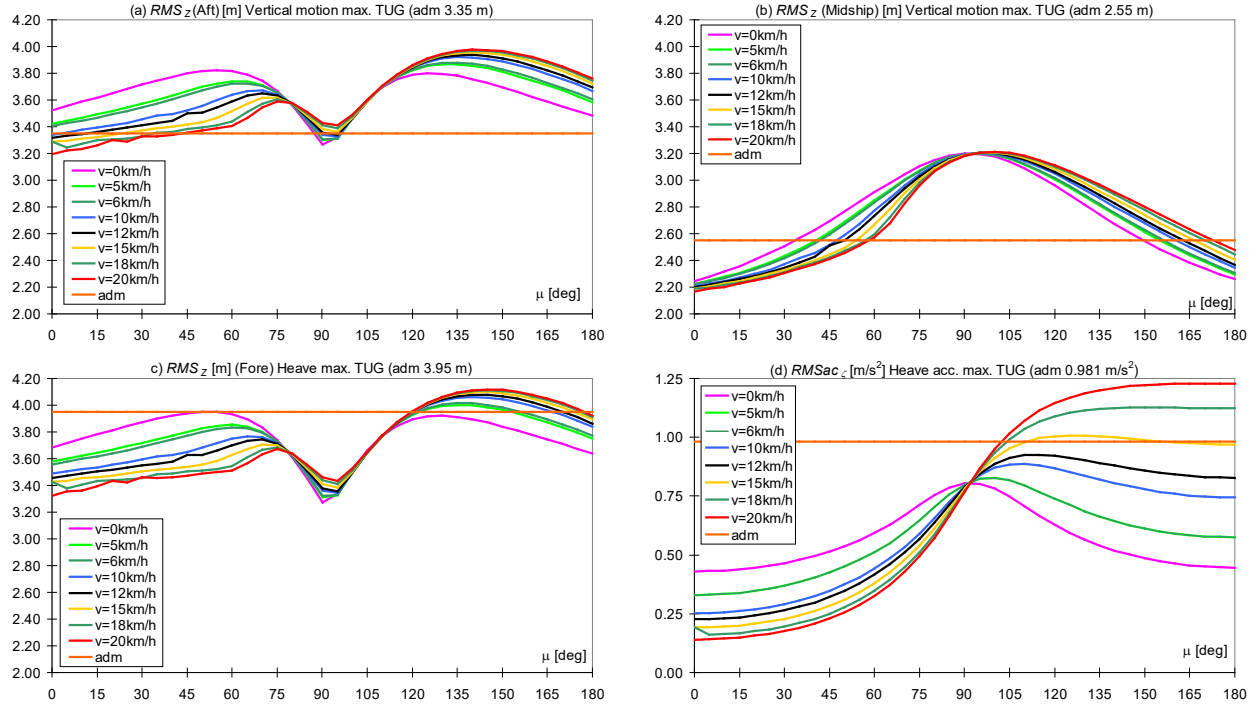 (a) RMS z (Aft) [m] Vertical motion max. TUG (adm 3.35 m)
4.20
4.00
3.80
3.60
3.40
3.20
3.00
2.80
2.60
2.40
2.20
2.00
v=0km/h
v=5km/h
v=6km/h
v=10km/h
v=12km/h
v=15km/h
v=18km/h
v=20km/h
adm
μ [deg]
0 15 30 45 60 75 90 105 120 135 150 165 180
(b) RMS z (Midship) [m] Vertical motion max. TUG (adm 2.55 m)
4.20
4.00
3.80
3.60
3.40
3.20
3.00
2.80
2.60
2.40
2.20
2.00
v=0km/h
v=5km/h
v=6km/h
v=10km/h
v=12km/h
v=15km/h
v=18km/h
v=20km/h
adm
μ [deg]
0 15 30 45 60 75 90 105 120 135 150 165 180
c) RMS z [m] (Fore) Heave max. TUG (adm 3.95 m)
4.20
4.00
3.80
3.60
3.40
3.20
3.00
2.80
2.60
2.40
2.20
2.00
v=0km/h
v=5km/h
v=6km/h
v=10km/h
v=12km/h
v=15km/h
v=18km/h
v=20km/h
adm
μ [deg]
0 15 30 45 60 75 90 105 120 135 150 165 180
(d) RMSac ζ [m/s²] Heave acc. max. TUG (adm 0.981 m/s²)
1.25
1.00
0.75
0.50
0.25
0.00
v=0km/h
v=5km/h
v=6km/h
v=10km/h
v=12km/h
v=15km/h
v=18km/h
v=20km/h
adm
μ [deg]
0 15 30 45 60 75 90 105 120 135 150 165 180